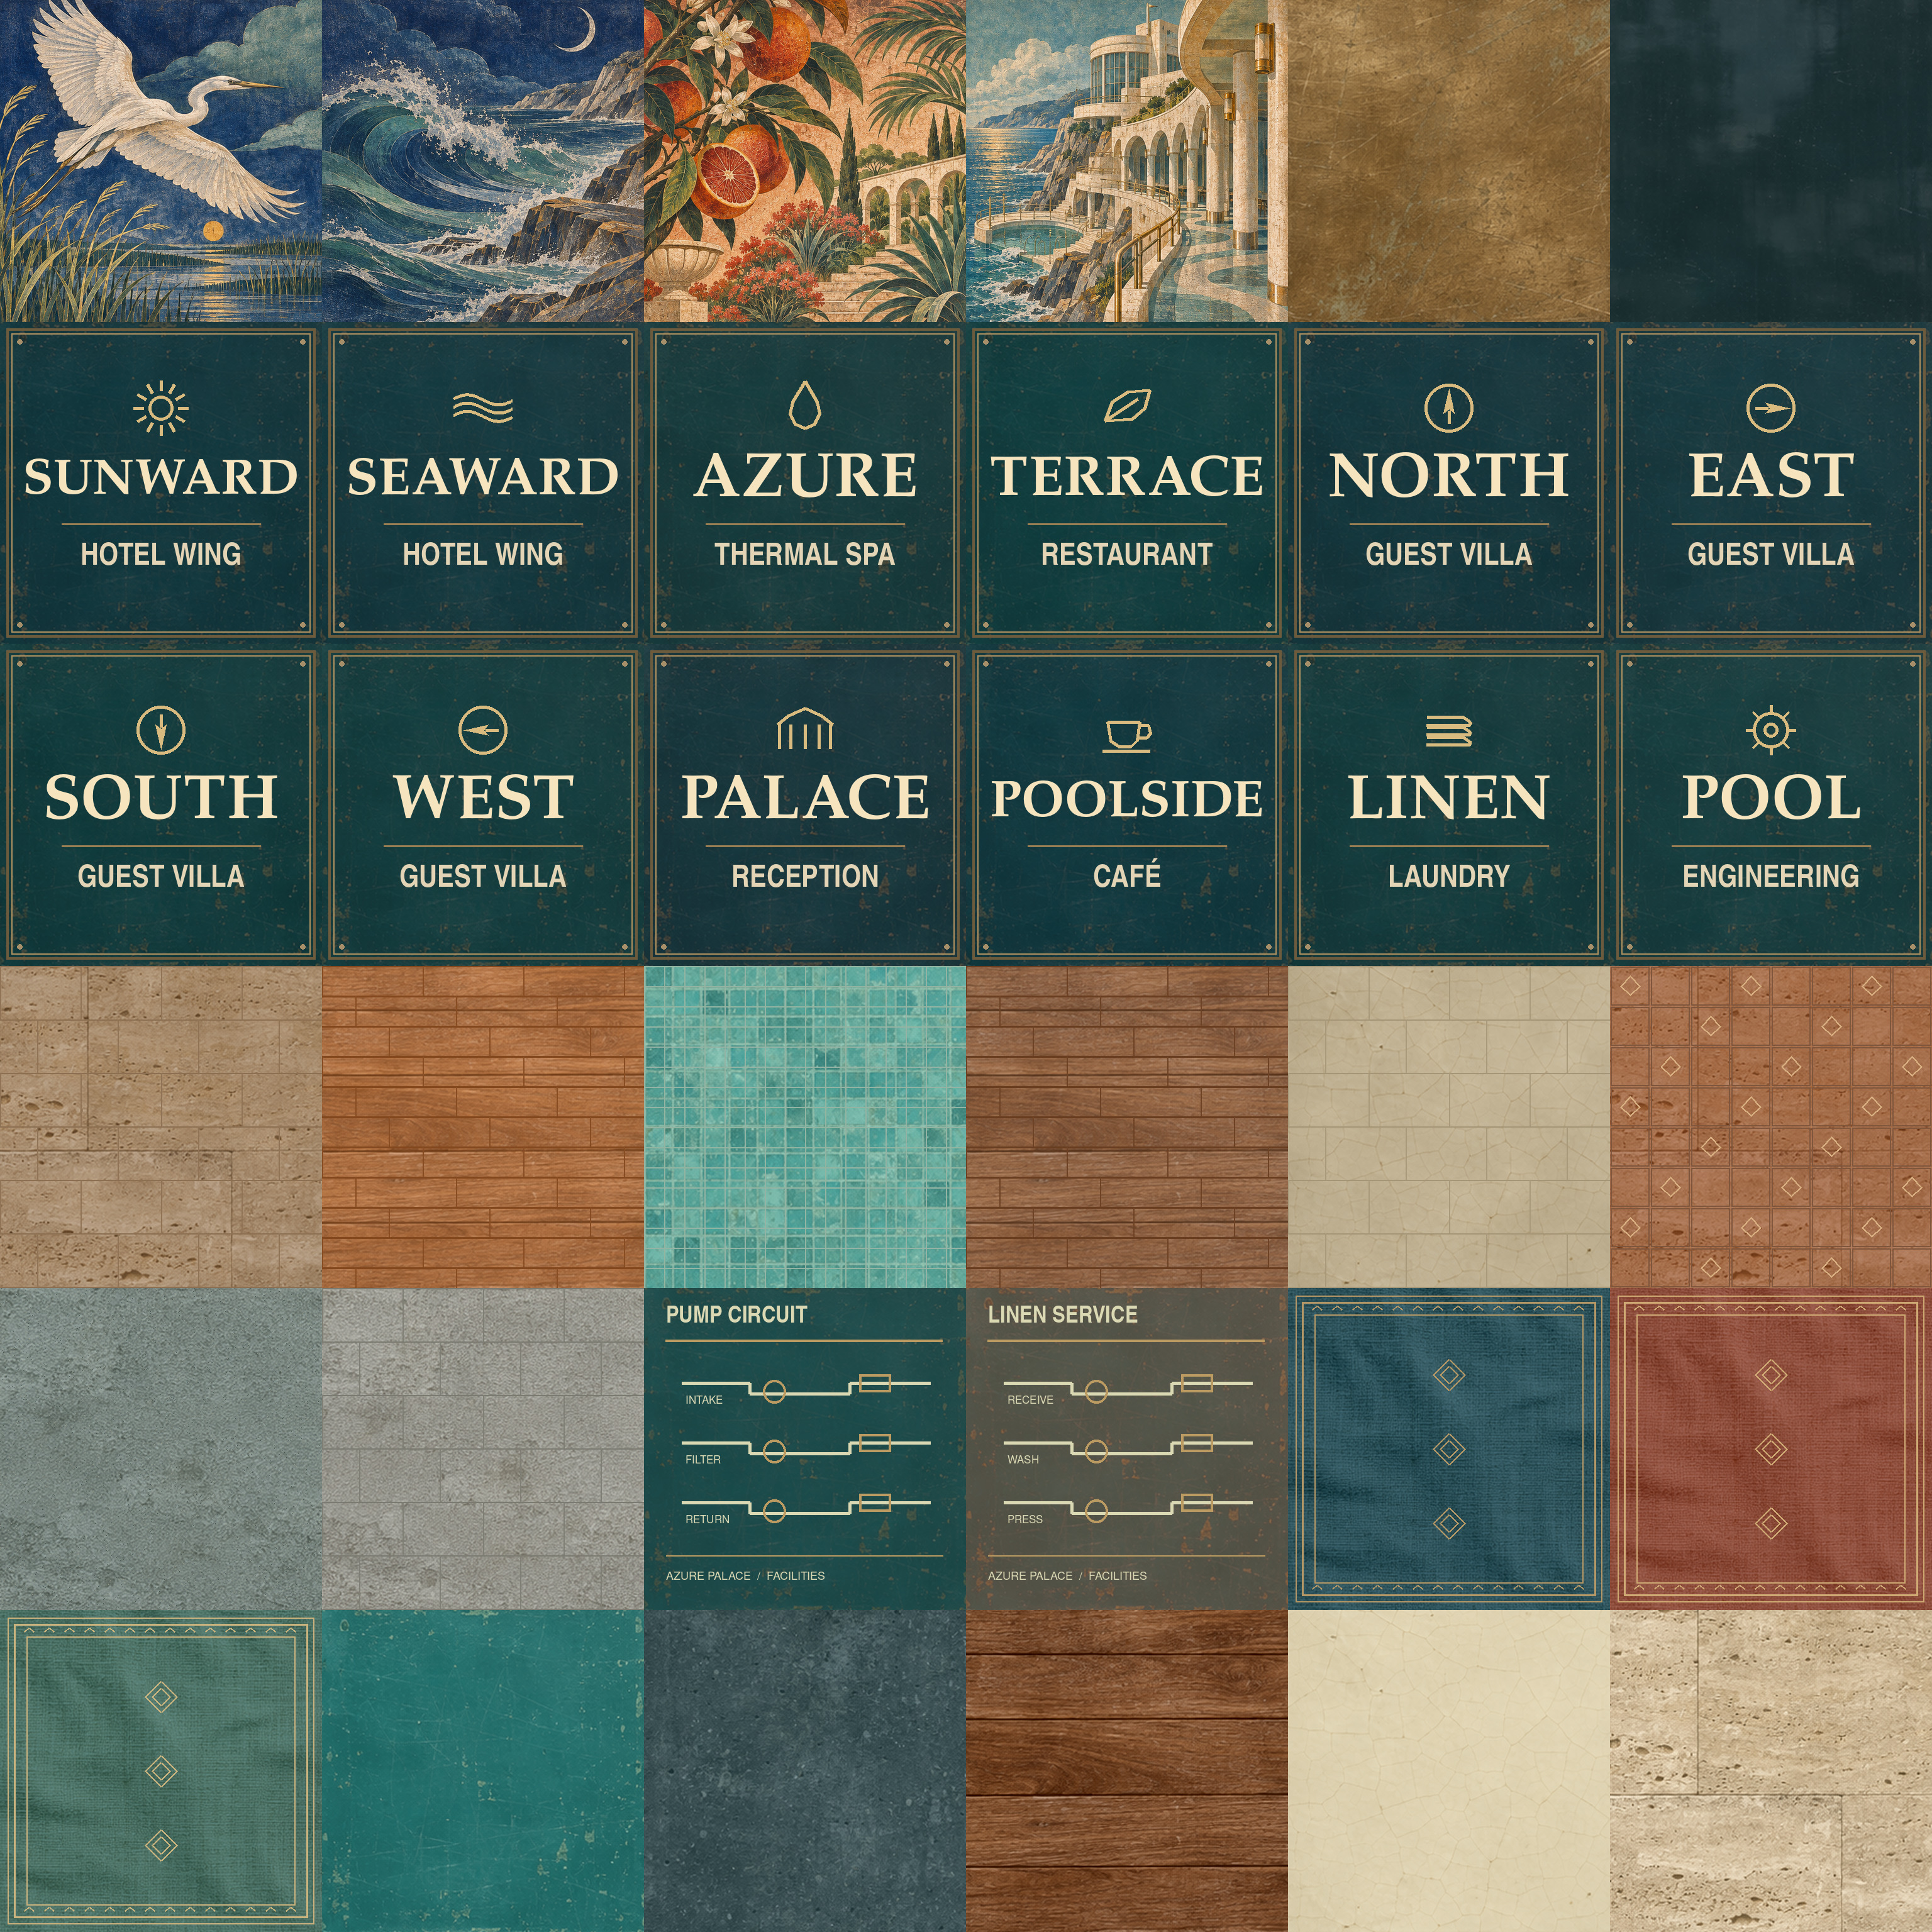 SUNWARD
HOTEL WING
SEAWARD
HOTEL WING
AZURE
THERMAL SPA
TERRACE
RESTAURANT
NORTH
GUEST VILLA
EAST
GUEST VILLA
SOUTH
GUEST VILLA
WEST
GUEST VILLA
PALACE
RECEPTION
POOLSIDE
CAFÉ
LINEN
LAUNDRY
POOL
ENGINEERING
PUMP CIRCUIT
INTAKE
FILTER
RETURN
AZURE PALACE / FACILITIES
LINEN SERVICE
RECEIVE
WASH
PRESS
AZURE PALACE / FACILITIES